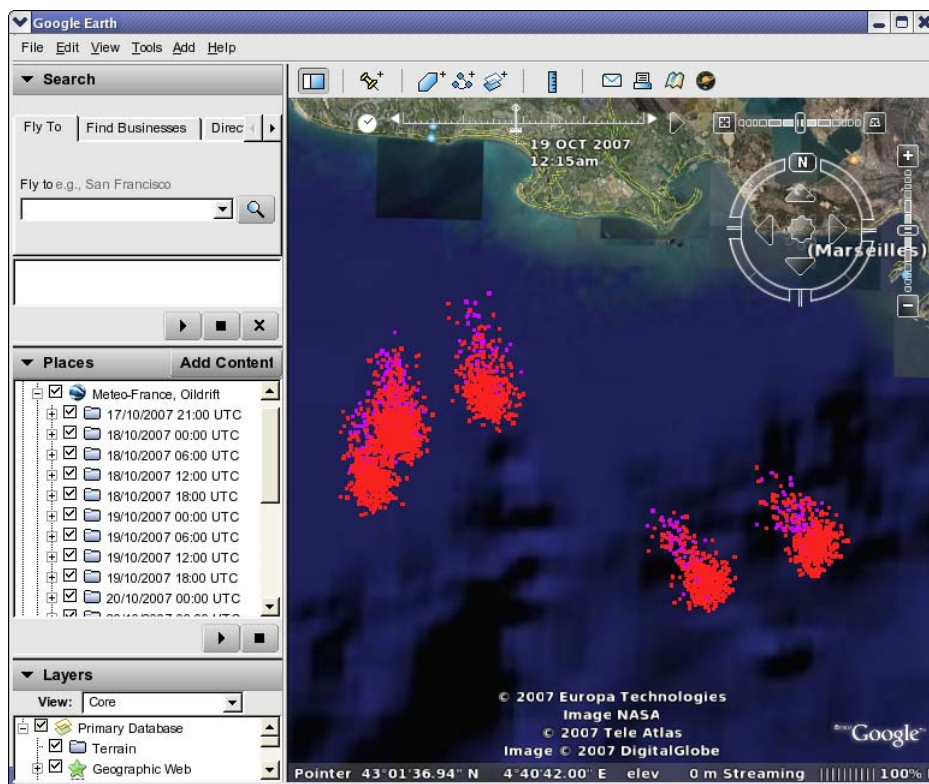 Google Earth
File Edit View Tools Add Help
Search
Fly To
Find Businesses
Direc
Fly to e.g., San Francisco
Places
Add Content
Meteo-France, Oildrift
17/10/2007 21:00 UTC
18/10/2007 00:00 UTC
18/10/2007 06:00 UTC
18/10/2007 12:00 UTC
18/10/2007 18:00 UTC
19/10/2007 00:00 UTC
19/10/2007 06:00 UTC
19/10/2007 12:00 UTC
19/10/2007 18:00 UTC
20/10/2007 00:00 UTC
Layers
View: Core
Primary Database
Terrain
Geographic Web
19 OCT 2007
12:15am
N
(Marseilles)
© 2007 Europa Technologies
Image NASA
© 2007 Tele Atlas
Image © 2007 DigitalGlobe
Google
Pointer 43°01'36.94" N 4°40'42.00" E elev 0 m Streaming |||||||||| 100%